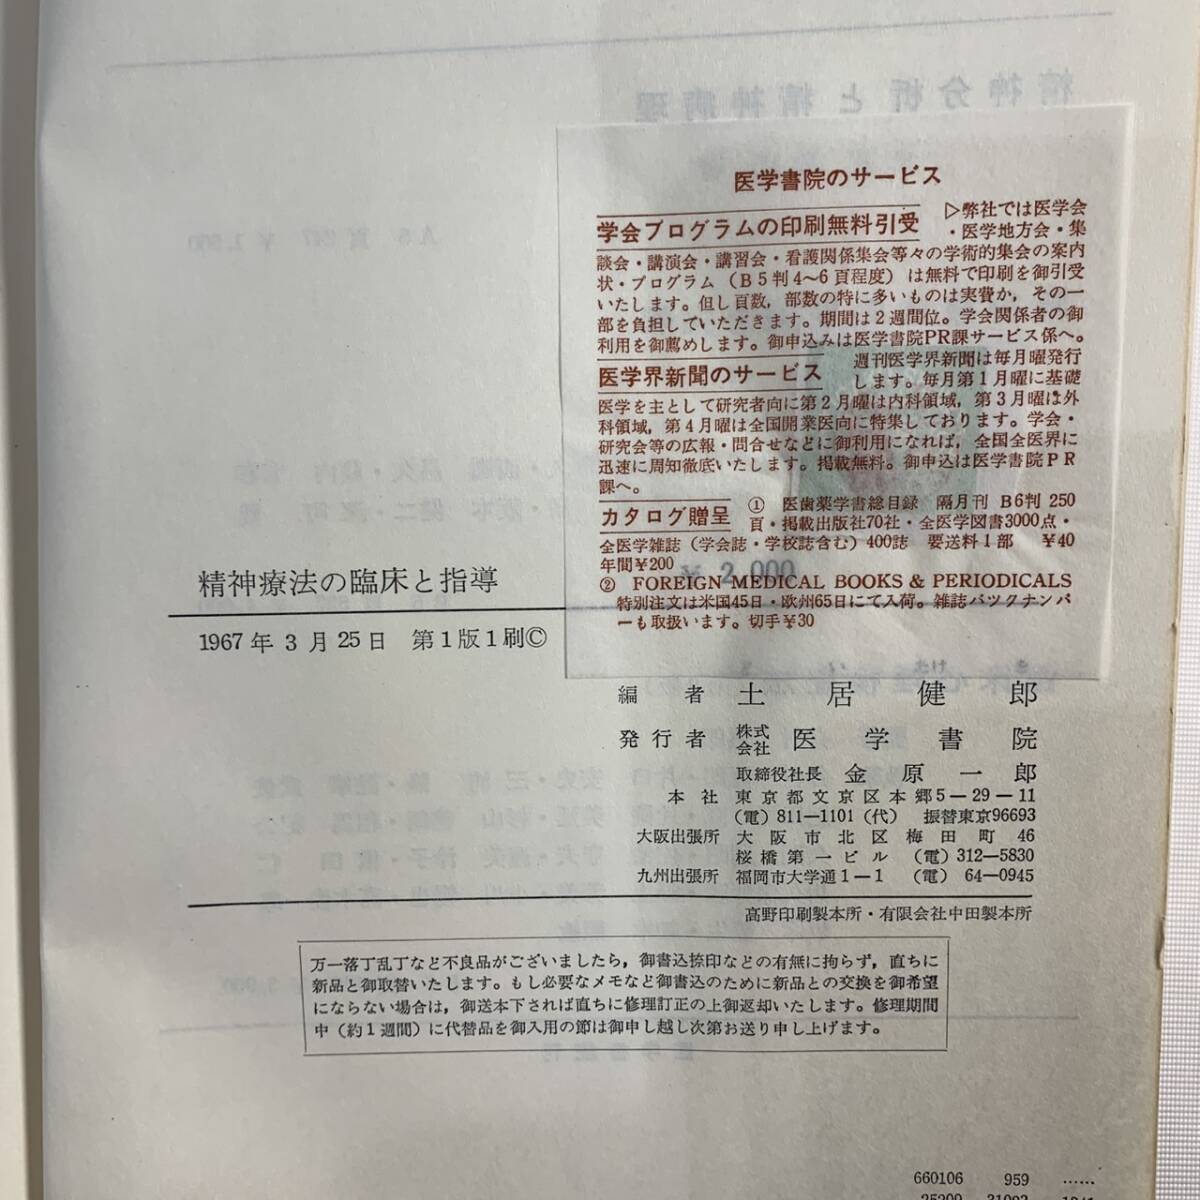 精神分析と精神病理
医学書院のサービス
学会プログラムの印刷無料引受 ▷弊社では医学会
・医学地方会・集
談会・講演会・講習会・看護関係集会等々の学術的集会の案内
状・プログラム（B5判4〜6頁程度）は無料で印刷を御引受
いたします。但し頁数，部数の特に多いものは実費か，その一
部を負担していただきます。期間は2週間位。学会関係者の御
利用を御薦めします。御申込みは医学書院PR課サービス係へ。
医学界新聞のサービス 週刊医学界新聞は毎月曜発行
します。毎月第1月曜に基礎
医学を主として研究者向に第2月曜は内科領域，第3月曜は外
科領域，第4月曜は全国開業医向に特集しております。学会・
研究会等の広報・問合せなどに御利用になれば，全国全医界に
迅速に周知徹底いたします。掲載無料。御申込は医学書院PR
課へ。
カタログ贈呈 ① 医歯薬学書総目録 隔月刊 B6判 250
頁・掲載出版社70社・全医学図書3000点・
全医学雑誌（学会誌・学校誌含む）400誌 要送料1部 ¥40
年間¥200
¥2,000
② FOREIGN MEDICAL BOOKS & PERIODICALS
特別注文は米国45日・欧州65日にて入荷。雑誌バックナンバ
ーも取扱います。切手¥30
精神療法の臨床と指導
1967年3月25日 第1版1刷©
編者 土居健郎
発行者 株式会社 医学書院
取締役社長 金原一郎
本社 東京都文京区本郷5―29―11
（電）811―1101（代） 振替東京96693
大阪出張所 大阪市北区梅田町46
桜橋第一ビル （電）312―5830
九州出張所 福岡市大学通1―1 （電）64―0945
高野印刷製本所・有限会社中田製本所
万一落丁乱丁など不良品がございましたら，御書込捺印などの有無に拘らず，直ちに
新品と御取替いたします。もし必要なメモなど御書込のために新品との交換を御希望
にならない場合は，御送本下されば直ちに修理訂正の上御返却いたします。修理期間
中（約1週間）に代替品を御入用の節は御申し越し次第お送り申し上げます。
660106 959 ……